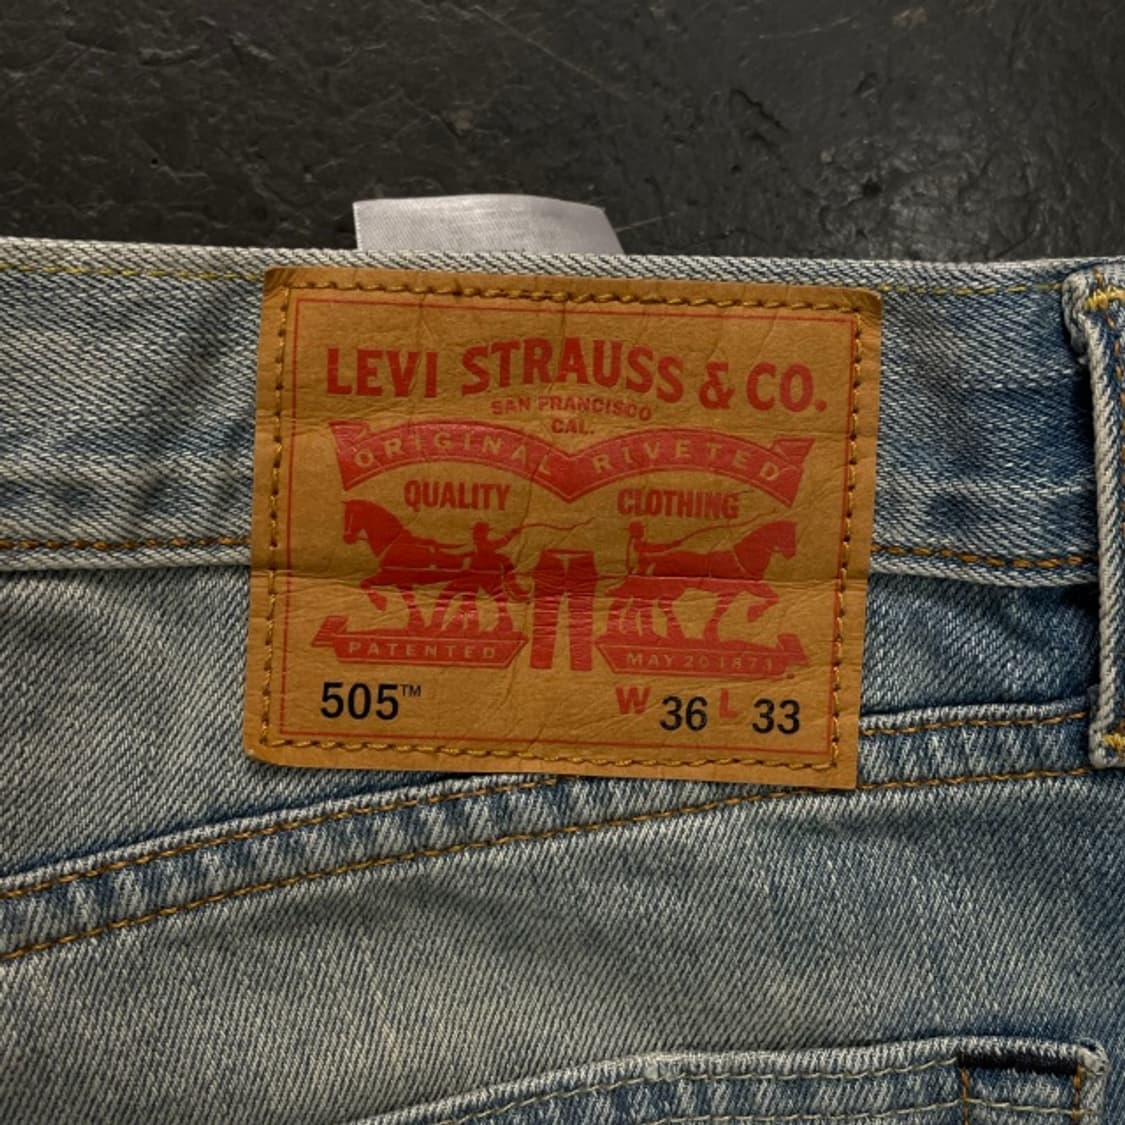 LEVI STRAUSS & CO.
SAN FRANCISCO
CAL.
ORIGINAL RIVETED
QUALITY CLOTHING
PATENTED MAY 20 1873
505™ W 36 L 33